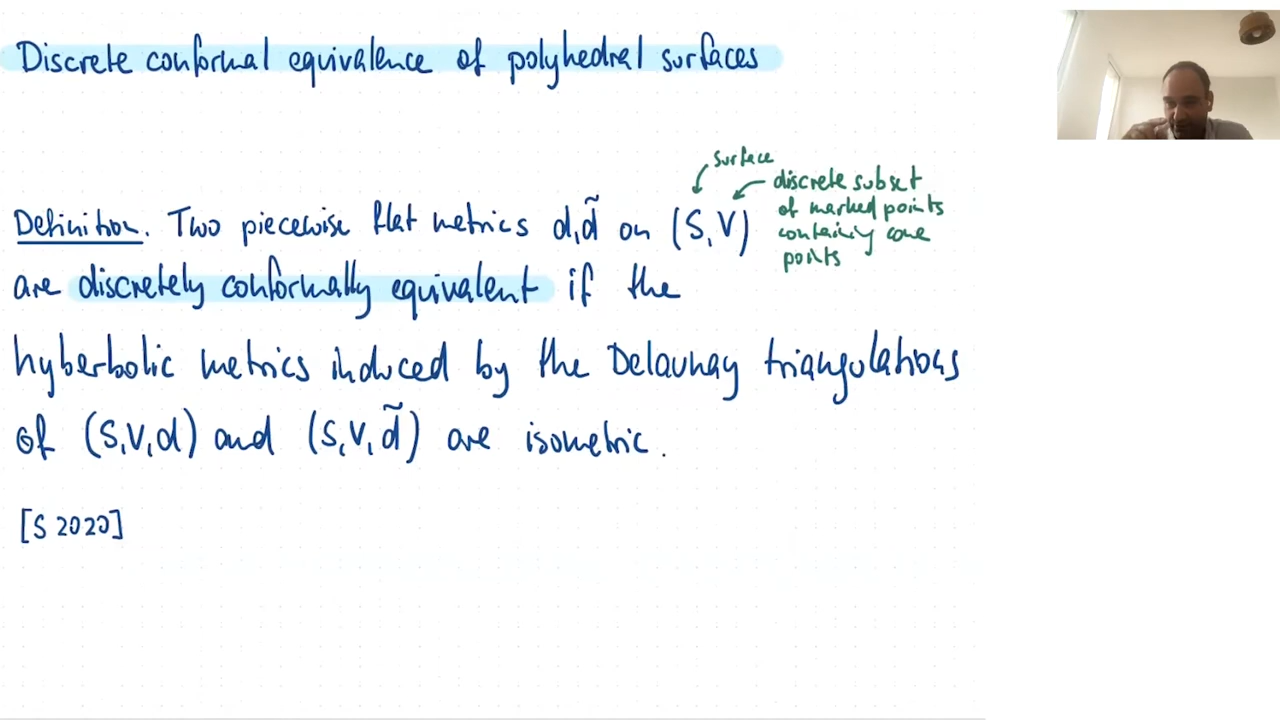 Discrete conformal equivalence of polyhedral surfaces
surface
discrete subset
of marked points
containing cone
points
Definition. Two piecewise flat metrics d, d̃ on (S, V)
are discretely conformally equivalent if the
hyberbolic metrics induced by the Delaunay triangulations
of (S, V, d) and (S, V, d̃) are isometric.
[S 2020]